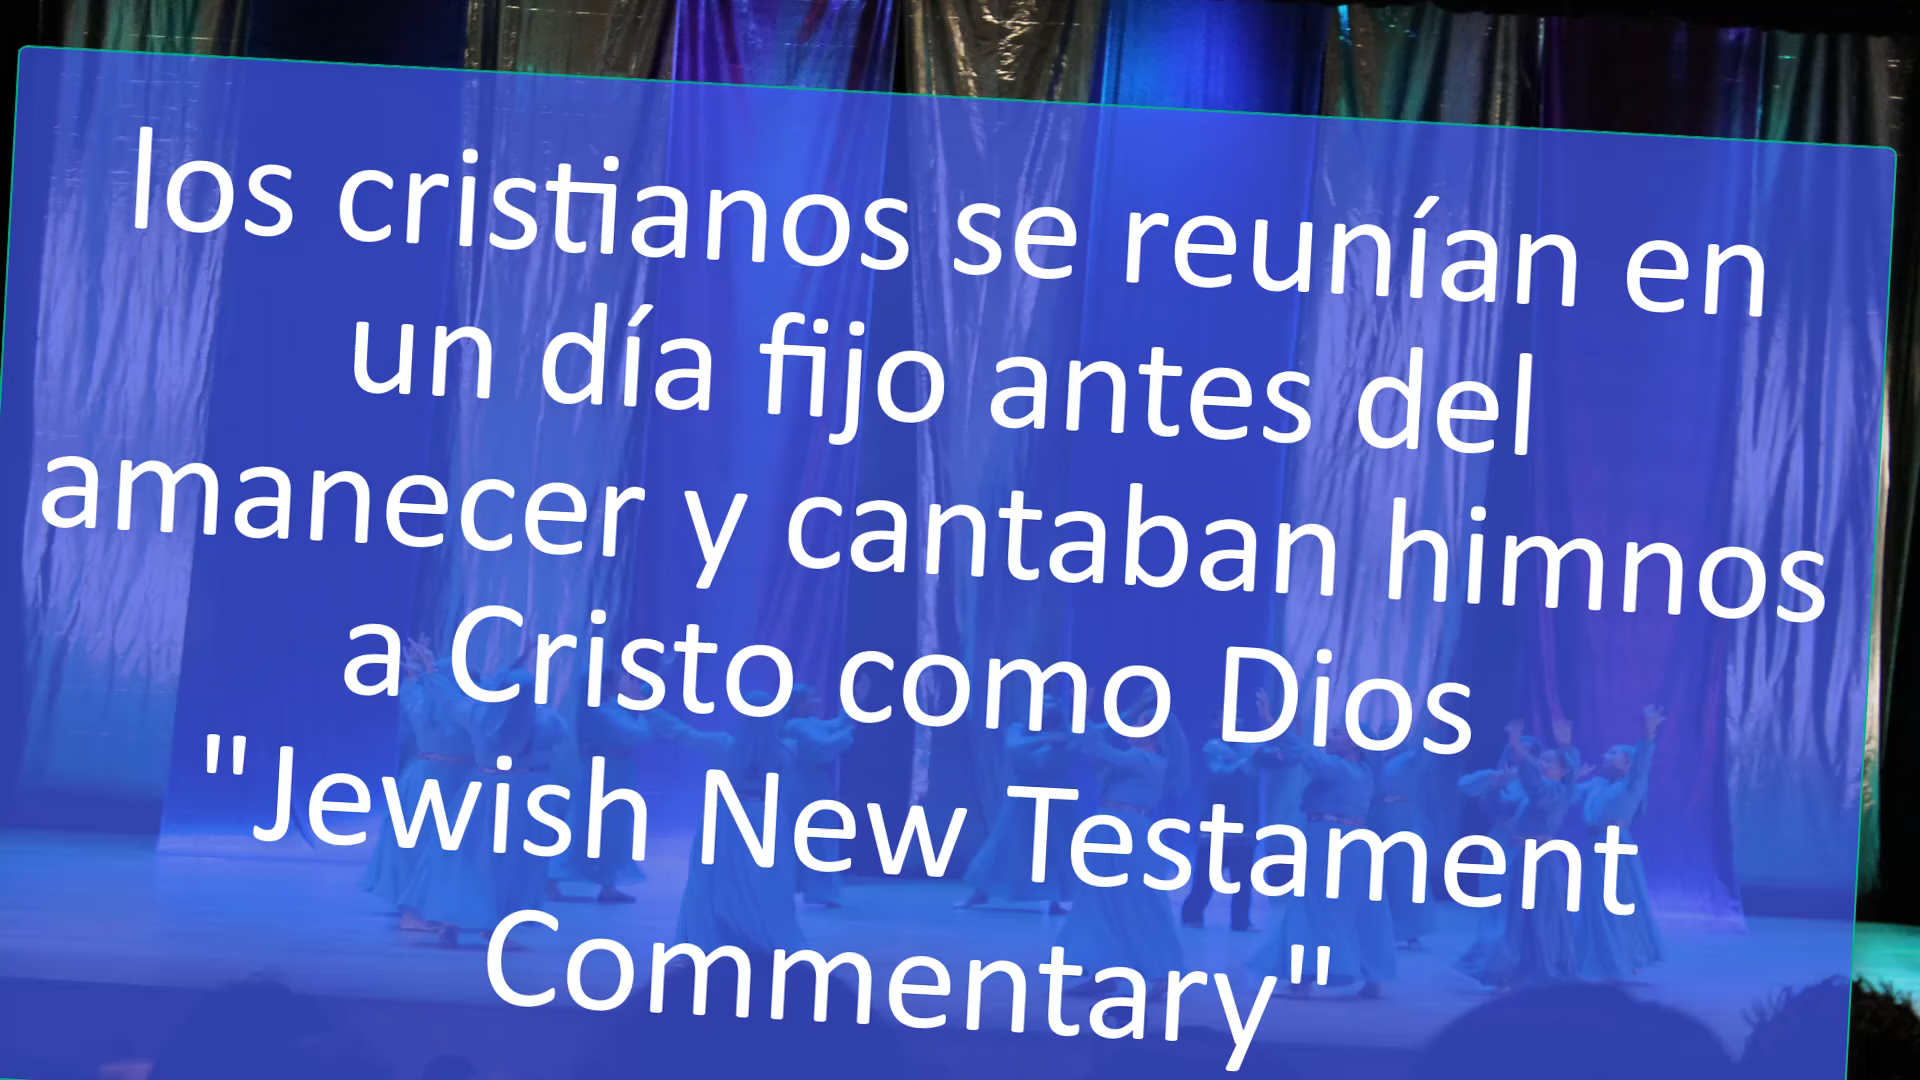 los cristianos se reunían en
un día fijo antes del
amanecer y cantaban himnos
a Cristo como Dios
"Jewish New Testament
Commentary"